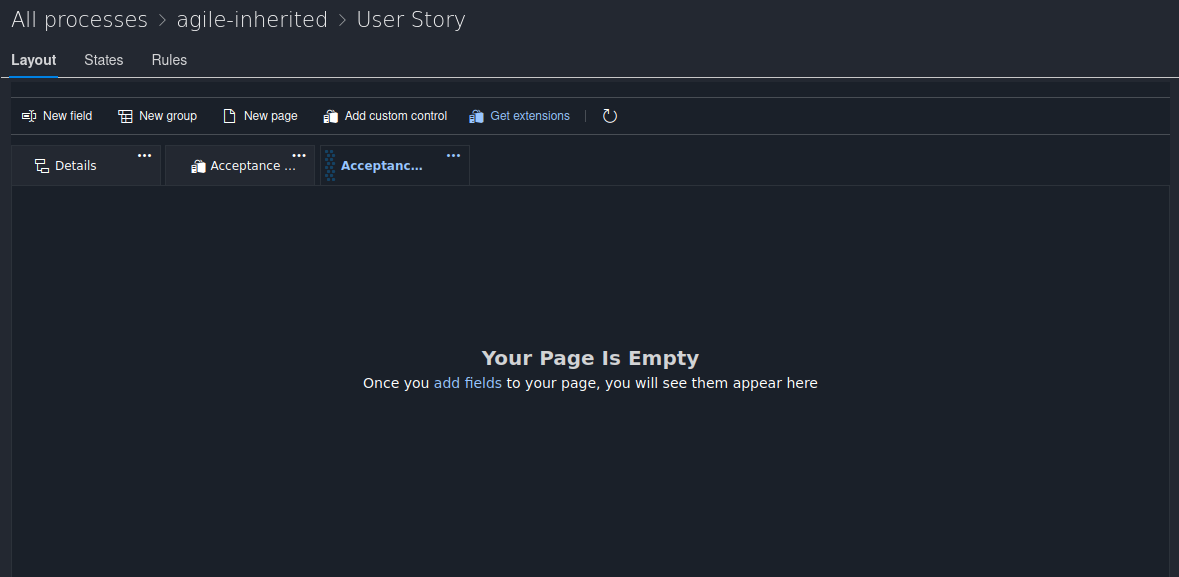 All processes > agile-inherited > User Story
Layout States Rules
New field New group New page Add custom control Get extensions
Details ... Acceptance ... ... Acceptanc... ...
Your Page Is Empty
Once you add fields to your page, you will see them appear here